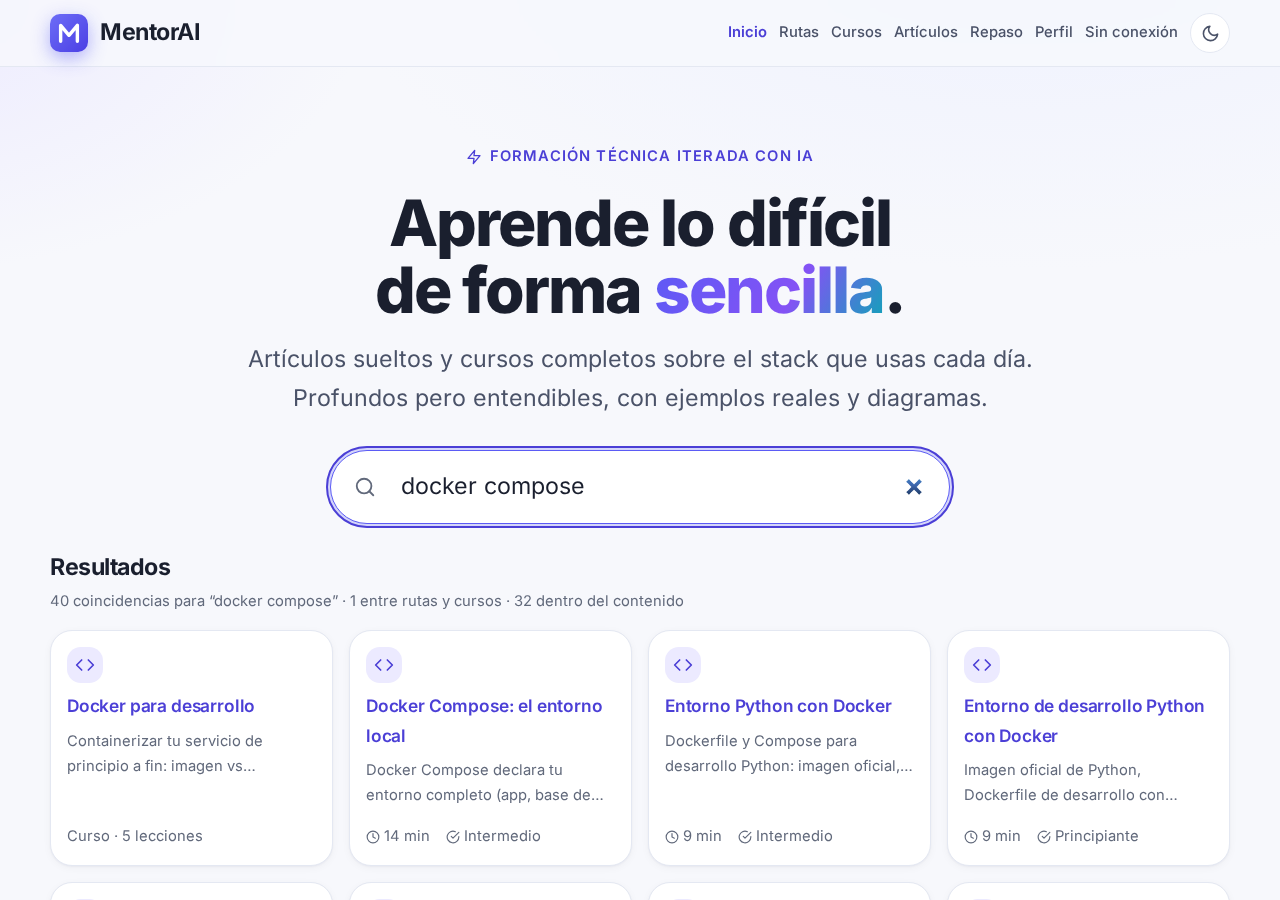 MentorAI
Inicio Rutas Cursos Artículos Repaso Perfil Sin conexión
FORMACIÓN TÉCNICA ITERADA CON IA
Aprende lo difícil
de forma sencilla.
Artículos sueltos y cursos completos sobre el stack que usas cada día.
Profundos pero entendibles, con ejemplos reales y diagramas.
docker compose
Resultados
40 coincidencias para “docker compose” · 1 entre rutas y cursos · 32 dentro del contenido
Docker para desarrollo
Containerizar tu servicio de
principio a fin: imagen vs…
Curso · 5 lecciones
Docker Compose: el entorno
local
Docker Compose declara tu
entorno completo (app, base de…
14 min Intermedio
Entorno Python con Docker
Dockerfile y Compose para
desarrollo Python: imagen oficial,…
9 min Intermedio
Entorno de desarrollo Python
con Docker
Imagen oficial de Python,
Dockerfile de desarrollo con…
9 min Principiante